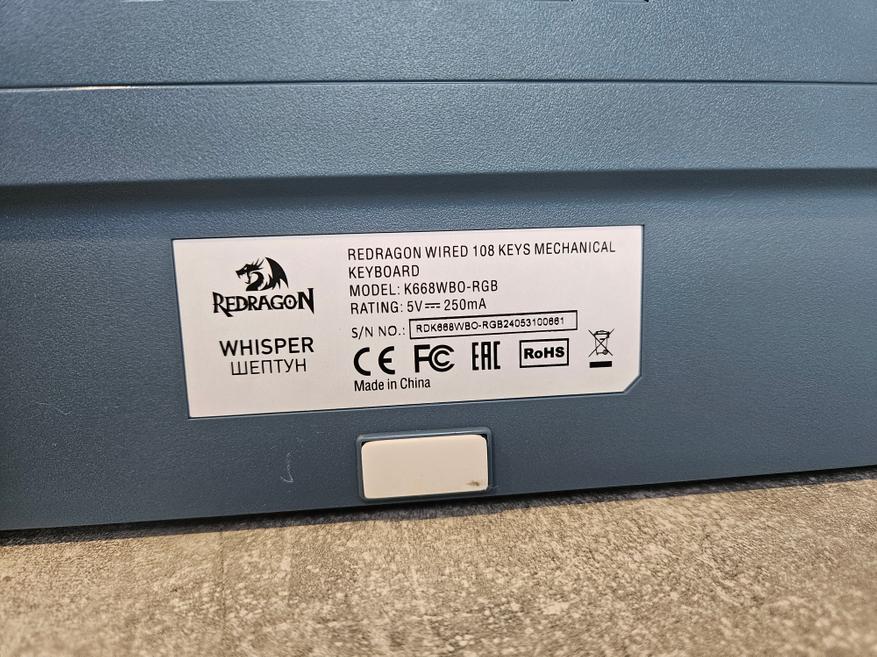 REDRAGON
WHISPER
ШЕПТУН
REDRAGON WIRED 108 KEYS MECHANICAL
KEYBOARD
MODEL: K668WBO-RGB
RATING: 5V⎓250mA
S/N NO.: RDK668WBO-RGB24053100661
CE FC EAC RoHS
Made in China